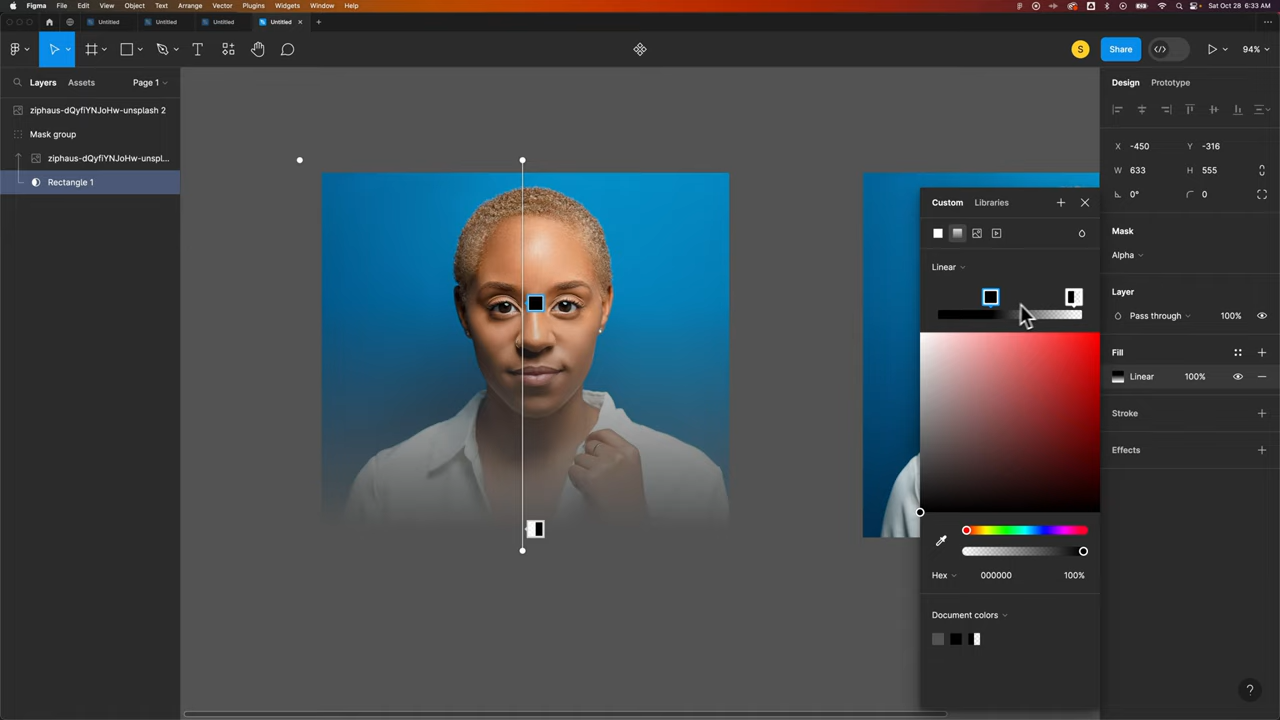 Figma File Edit View Object Text Arrange Vector Plugins Widgets Window Help
Sat Oct 28 6:33 AM
Untitled Untitled Untitled Untitled
S Share 94%
Layers Assets Page 1
ziphaus-dQyfiYNJoHw-unsplash 2
Mask group
ziphaus-dQyfiYNJoHw-unspl...
Rectangle 1
Custom Libraries
Linear
Hex 000000 100%
Document colors
Design Prototype
X -450 Y -316
W 633 H 555
0° 0
Mask
Alpha
Layer
Pass through 100%
Fill
Linear 100%
Stroke
Effects
?